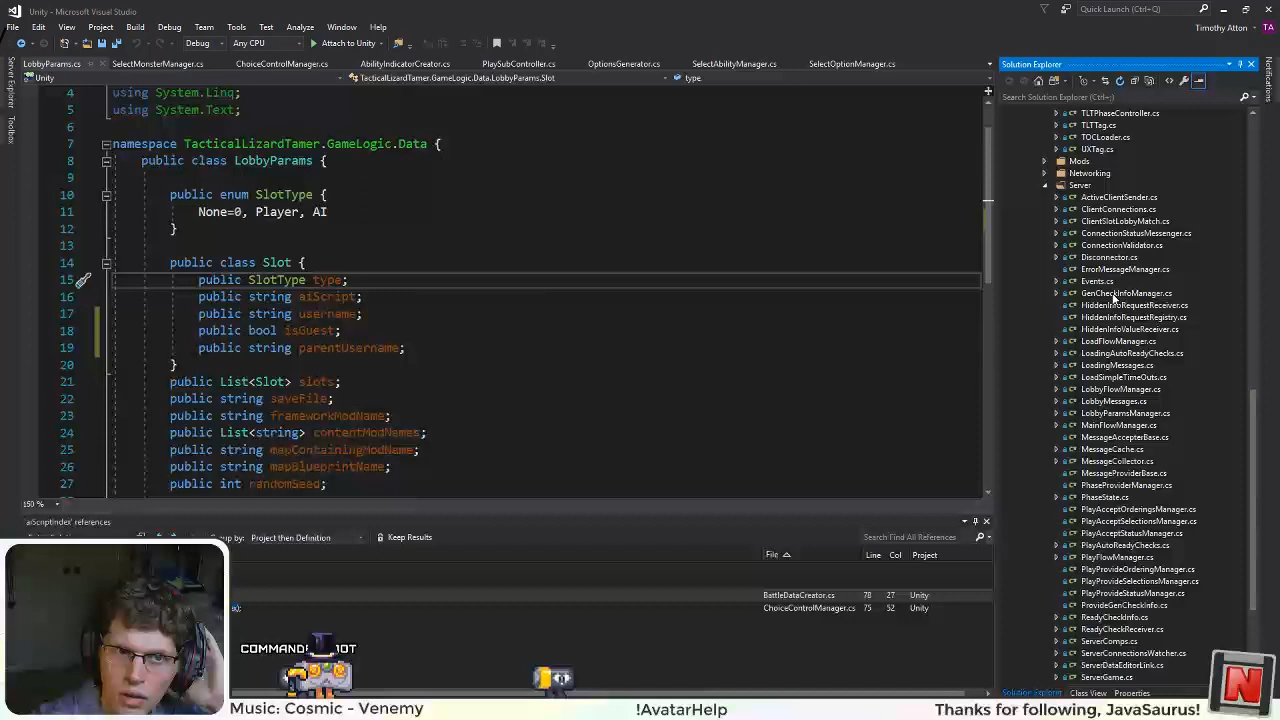 Unity - Microsoft Visual Studio
Quick Launch (Ctrl+Q)
File Edit View Project Build Debug Team Tools Test Analyze Window Help
Timothy Atton TA
Debug Any CPU Attach to Unity
LobbyParams.cs SelectMonsterManager.cs ChoiceControlManager.cs AbilityIndicatorCreator.cs PlaySubController.cs OptionsGenerator.cs SelectAbilityManager.cs SelectOptionManager.cs
Unity TacticalLizardTamer.GameLogic.Data.LobbyParams.Slot type
Server Explorer
Toolbox
4 using System.Linq;
5 using System.Text;
6
7 namespace TacticalLizardTamer.GameLogic.Data {
8 public class LobbyParams {
9
10 public enum SlotType {
11 None=0, Player, AI
12 }
13
14 public class Slot {
15 public SlotType type;
16 public string aiScript;
17 public string username;
18 public bool isGuest;
19 public string parentUsername;
20 }
21 public List<Slot> slots;
22 public string saveFile;
23 public string frameworkModName;
24 public List<string> contentModNames;
25 public string mapContainingModName;
26 public string mapBlueprintName;
27 public int randomSeed;
150 %
'aiScriptIndex' references
Group by: Project then Definition Keep Results Search Find All References
File Line Col Project
BattleDataCreator.cs 78 27 Unity
ChoiceControlManager.cs 75 52 Unity
Solution Explorer
Search Solution Explorer (Ctrl+;)
TLTPhaseController.cs
TLTTag.cs
TOCLoader.cs
UXTag.cs
Mods
Networking
Server
ActiveClientSender.cs
ClientConnections.cs
ClientSlotLobbyMatch.cs
ConnectionStatusMessenger.cs
ConnectionValidator.cs
Disconnector.cs
ErrorMessageManager.cs
Events.cs
GenCheckInfoManager.cs
HiddenInfoRequestReceiver.cs
HiddenInfoRequestRegistry.cs
HiddenInfoValueReceiver.cs
LoadFlowManager.cs
LoadingAutoReadyChecks.cs
LoadingMessages.cs
LoadSimpleTimeOuts.cs
LobbyFlowManager.cs
LobbyMessages.cs
LobbyParamsManager.cs
MainFlowManager.cs
MessageAccepterBase.cs
MessageCache.cs
MessageCollector.cs
MessageProviderBase.cs
PhaseProviderManager.cs
PhaseState.cs
PlayAcceptOrderingsManager.cs
PlayAcceptSelectionsManager.cs
PlayAcceptStatusManager.cs
PlayAutoReadyChecks.cs
PlayFlowManager.cs
PlayProvideOrderingManager.cs
PlayProvideSelectionsManager.cs
PlayProvideStatusManager.cs
ProvideGenCheckInfo.cs
ReadyCheckInfo.cs
ReadyCheckReceiver.cs
ServerComps.cs
ServerConnectionsWatcher.cs
ServerDataEditorLink.cs
ServerGame.cs
Solution Explorer Class View Properties
Notifications
N
Music: Cosmic - Venemy
!AvatarHelp
Thanks for following, JavaSaurus!